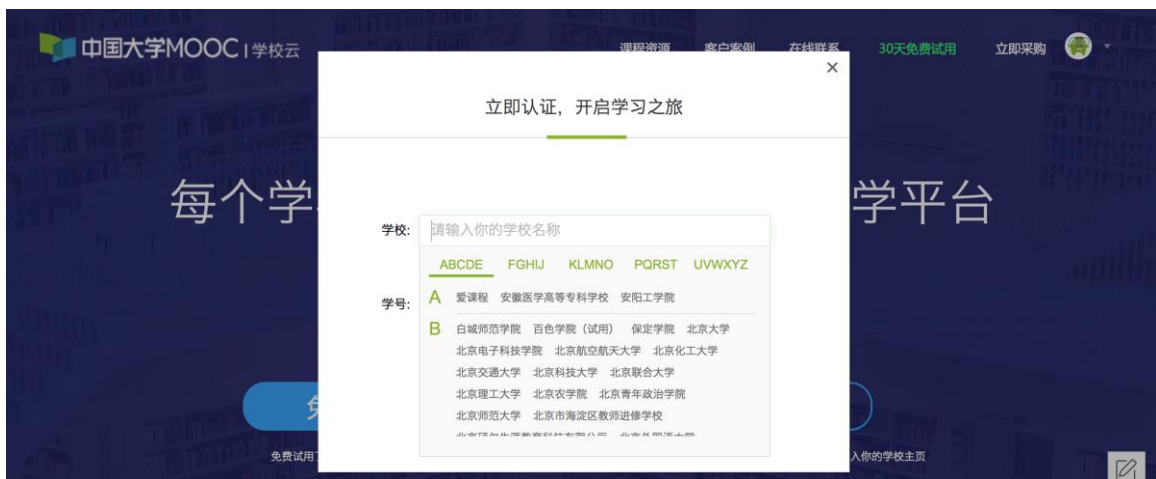 中国大学MOOC | 学校云
课程资源 客户案例 在线联系 30天免费试用 立即采购
×
立即认证，开启学习之旅
每个学 学平台
学校: 请输入你的学校名称
ABCDE FGHIJ KLMNO PQRST UVWXYZ
学号:
A 爱课程 安徽医学高等专科学校 安阳工学院
B 白城师范学院 百色学院（试用） 保定学院 北京大学
北京电子科技学院 北京航空航天大学 北京化工大学
北京交通大学 北京科技大学 北京联合大学
北京理工大学 北京农学院 北京青年政治学院
北京师范大学 北京市海淀区教师进修学校
免费试用 入你的学校主页